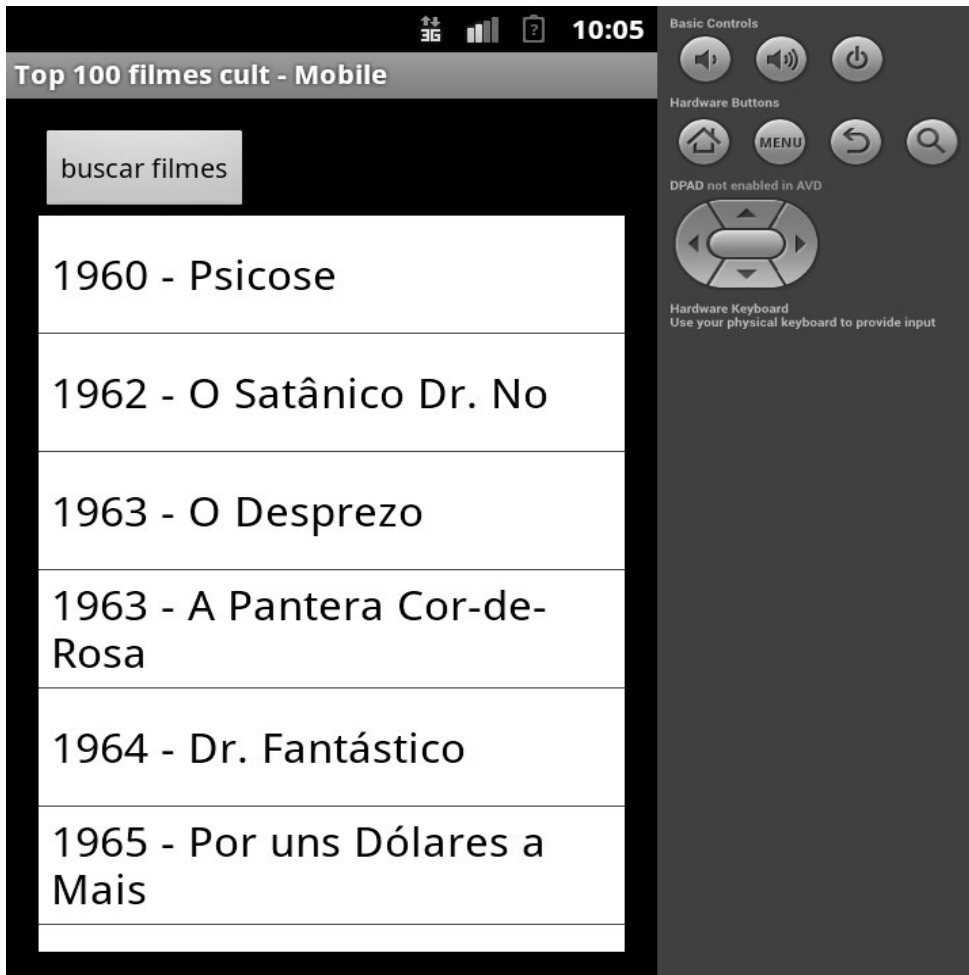 3G 10:05
Top 100 filmes cult - Mobile
buscar filmes
1960 - Psicose
1962 - O Satânico Dr. No
1963 - O Desprezo
1963 - A Pantera Cor-de-
Rosa
1964 - Dr. Fantástico
1965 - Por uns Dólares a
Mais
Basic Controls
Hardware Buttons
MENU
DPAD not enabled in AVD
Hardware Keyboard
Use your physical keyboard to provide input